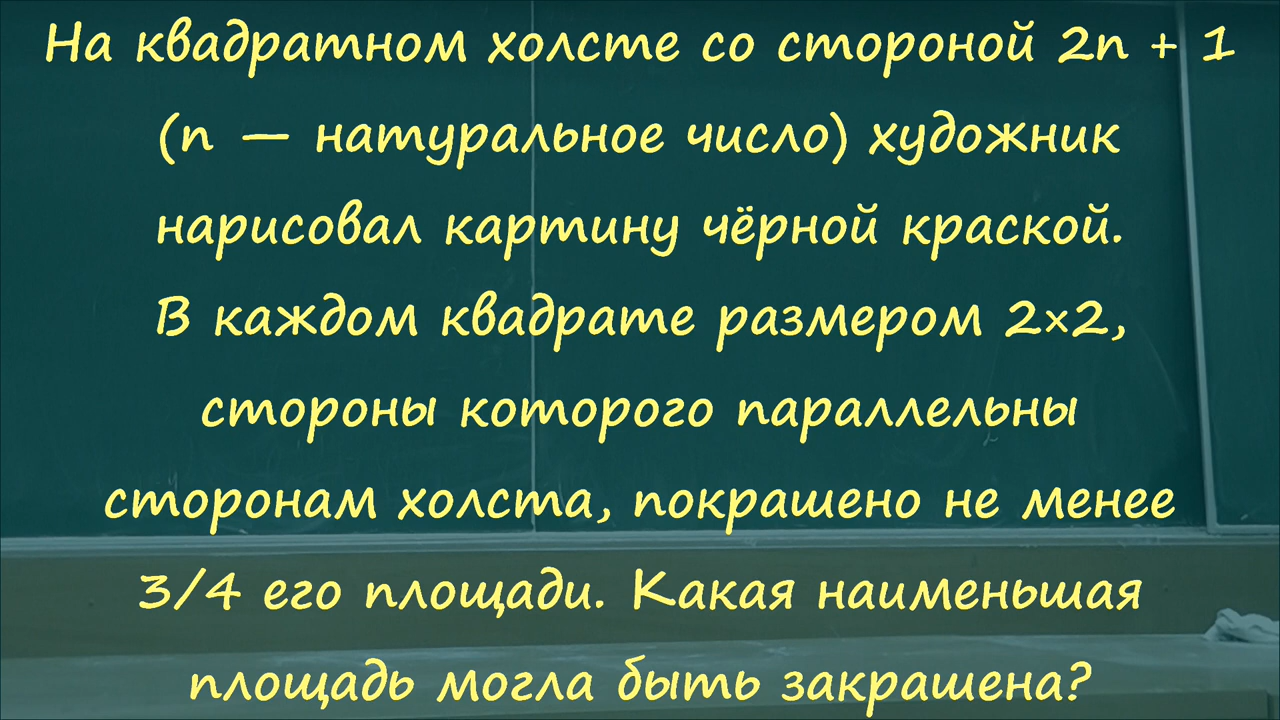 На квадратном холсте со стороной 2n + 1
(n — натуральное число) художник
нарисовал картину чёрной краской.
В каждом квадрате размером 2×2,
стороны которого параллельны
сторонам холста, покрашено не менее
3/4 его площади. Какая наименьшая
площадь могла быть закрашена?